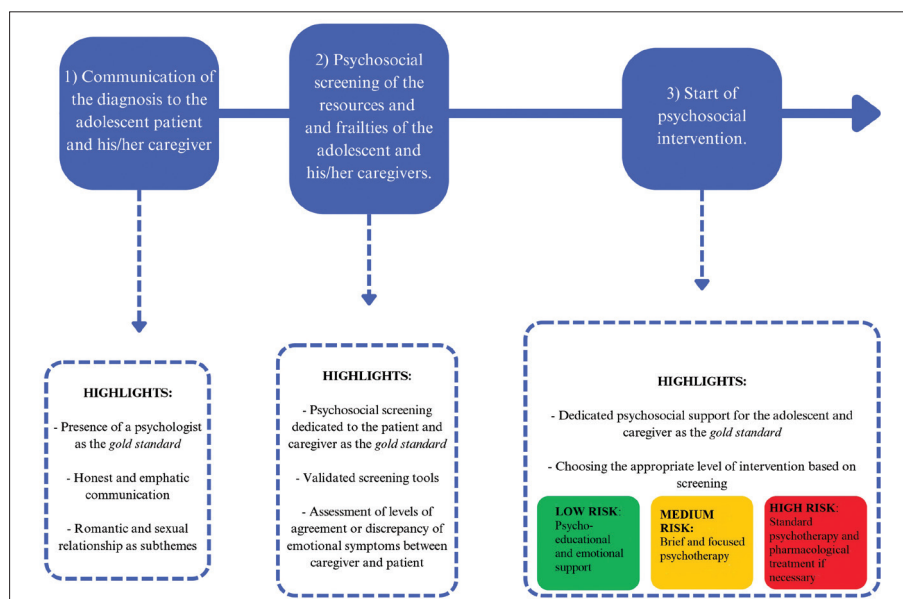 1) Communication of
the diagnosis to the
adolescent patient
and his/her caregiver
2) Psychosocial
screening of the
resources and
and frailties of the
adolescent and
his/her caregivers.
3) Start of
psychosocial
intervention.
HIGHLIGHTS:
- Presence of a psychologist
as the gold standard
- Honest and emphatic
communication
- Romantic and sexual
relationship as subthemes
HIGHLIGHTS:
- Psychosocial screening
dedicated to the patient and
caregiver as the gold
standard
- Validated screening tools
- Assessment of levels of
agreement or discrepancy of
emotional symptoms between
caregiver and patient
HIGHLIGHTS:
- Dedicated psychosocial support for the adolescent and
caregiver as the gold standard
- Choosing the appropriate level of intervention based on
screening
LOW RISK:
Psycho-
educational
and emotional
support
MEDIUM
RISK:
Brief and focused
psychotherapy
HIGH RISK:
Standard
psychotherapy and
pharmacological
treatment if
necessary